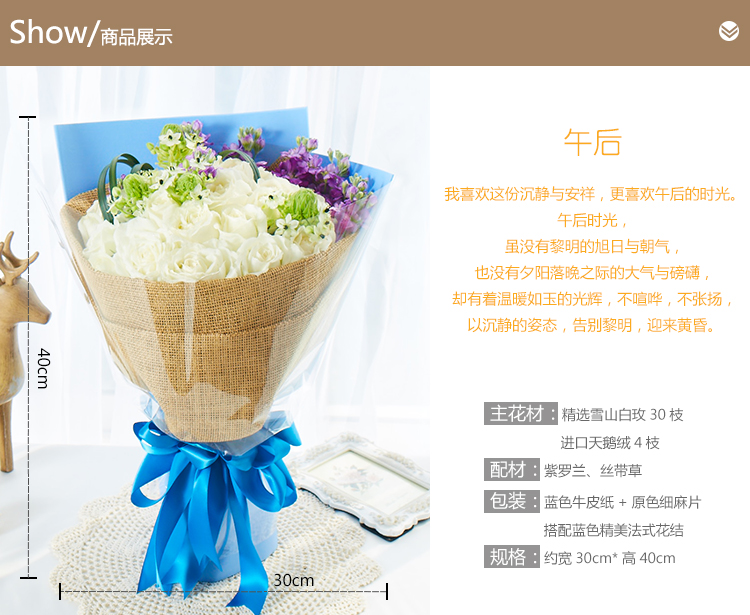 Show/商品展示
午后
我喜欢这份沉静与安祥，更喜欢午后的时光。
午后时光，
虽没有黎明的旭日与朝气，
也没有夕阳落晚之际的大气与磅礴，
却有着温暖如玉的光辉，不喧哗，不张扬，
以沉静的姿态，告别黎明，迎来黄昏。
40cm
主花材：精选雪山白玫 30 枝
进口天鹅绒 4 枝
配材：紫罗兰、丝带草
包装：蓝色牛皮纸 + 原色细麻片
搭配蓝色精美法式花结
规格：约宽 30cm* 高 40cm
30cm